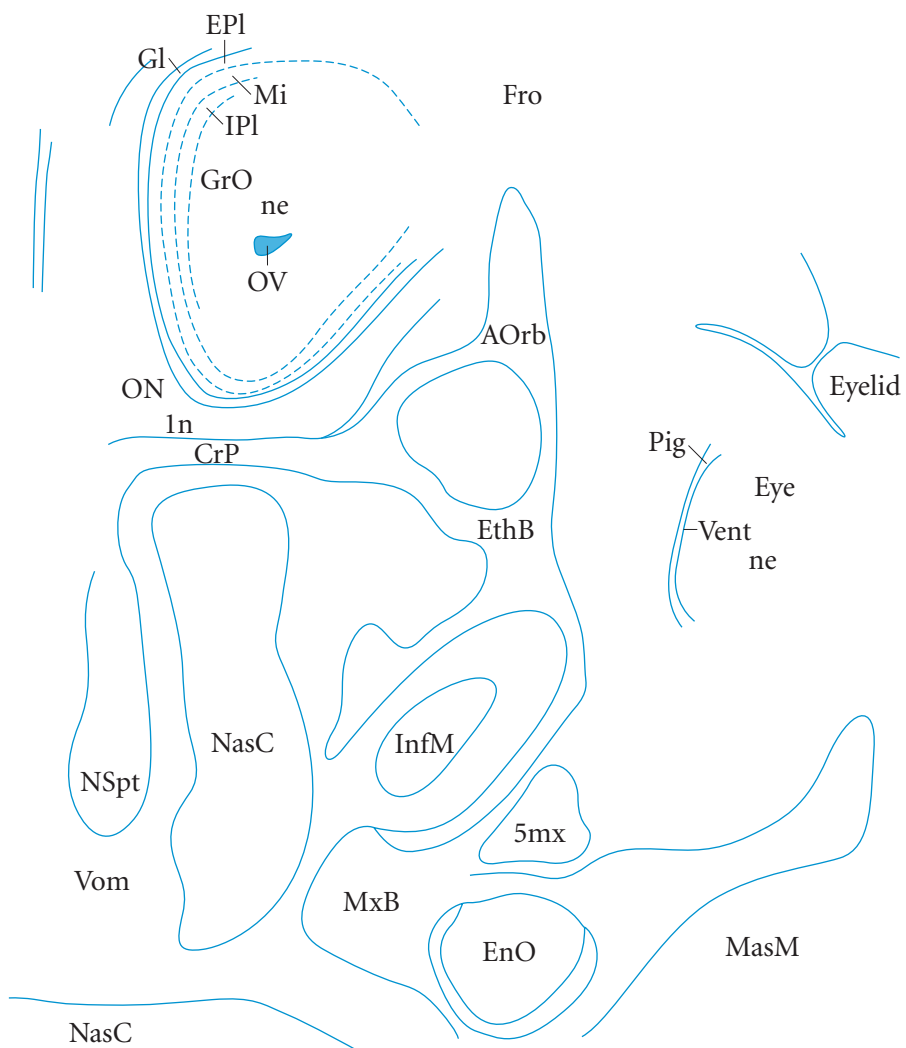 EPl
Gl
Mi
Fro
IPl
GrO
ne
OV
AOrb
ON
Eyelid
1n
Pig
CrP
Eye
EthB
Vent
ne
NasC
InfM
NSpt
5mx
Vom
MxB
EnO
MasM
NasC